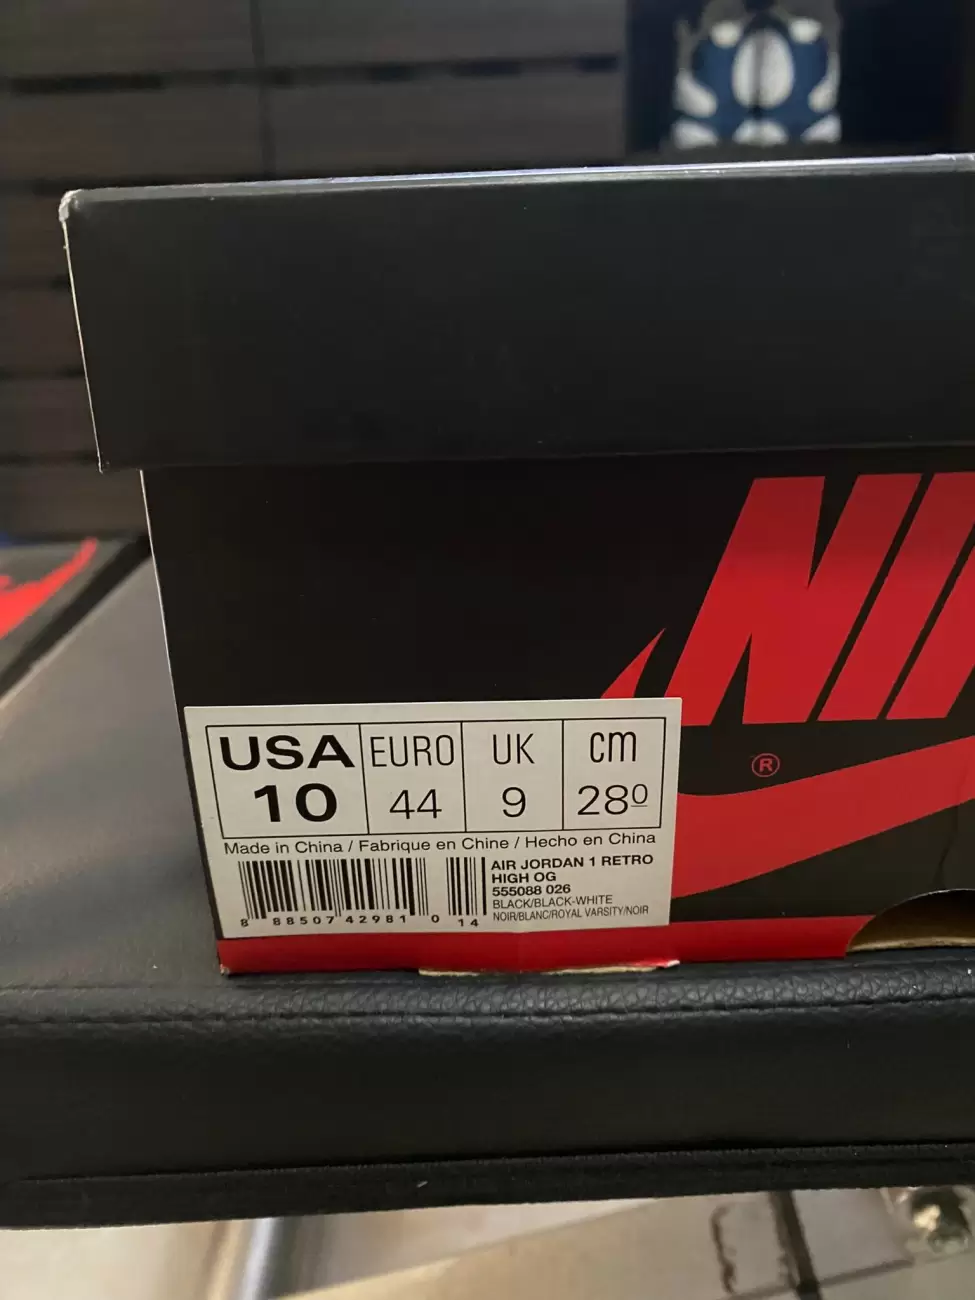 NI
®
USA EURO UK cm
10 44 9 280
Made in China / Fabrique en Chine / Hecho en China
AIR JORDAN 1 RETRO
HIGH OG
555088 026
BLACK/BLACK-WHITE
NOIR/BLANC/ROYAL VARSITY/NOIR
8 88507 42981 0 14